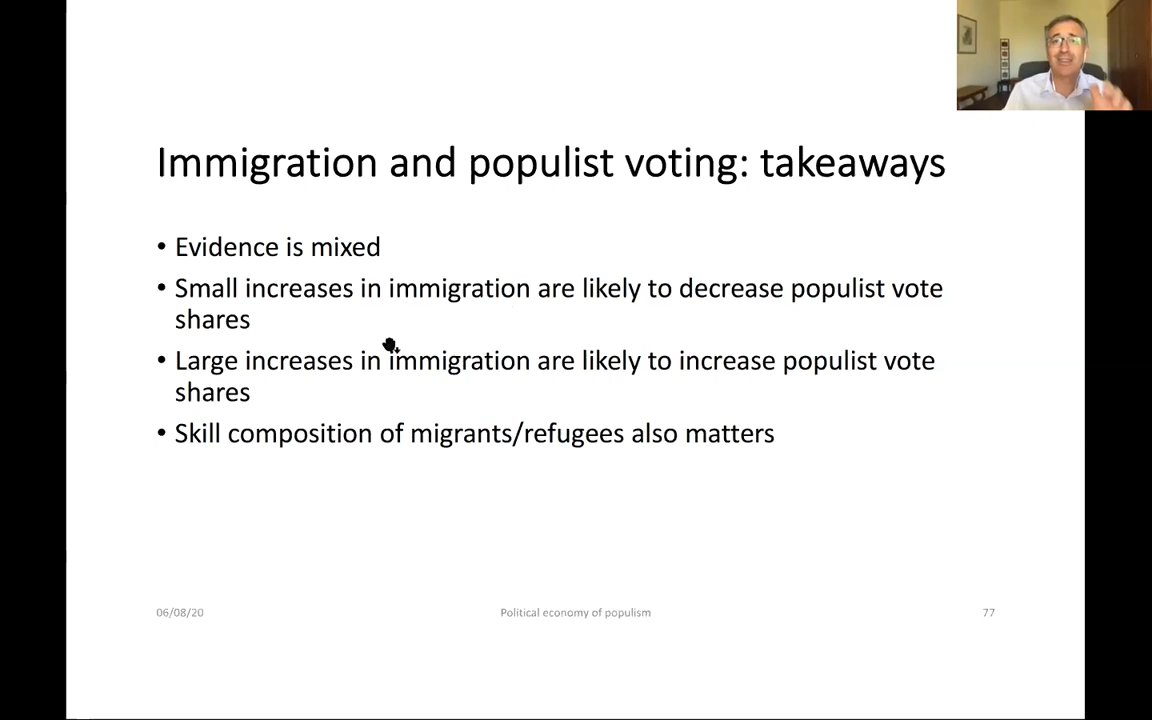 Immigration and populist voting: takeaways
• Evidence is mixed
• Small increases in immigration are likely to decrease populist vote
shares
• Large increases in immigration are likely to increase populist vote
shares
• Skill composition of migrants/refugees also matters
06/08/20
Political economy of populism
77